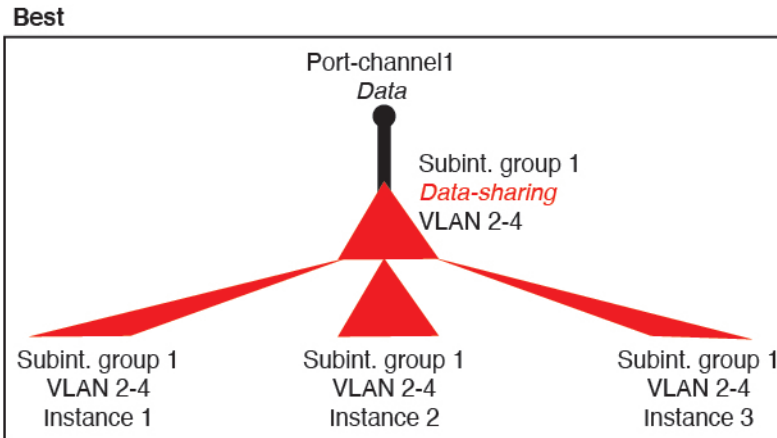 Best
Port-channel1
Data
Subint. group 1
Data-sharing
VLAN 2-4
Subint. group 1
VLAN 2-4
Instance 1
Subint. group 1
VLAN 2-4
Instance 2
Subint. group 1
VLAN 2-4
Instance 3